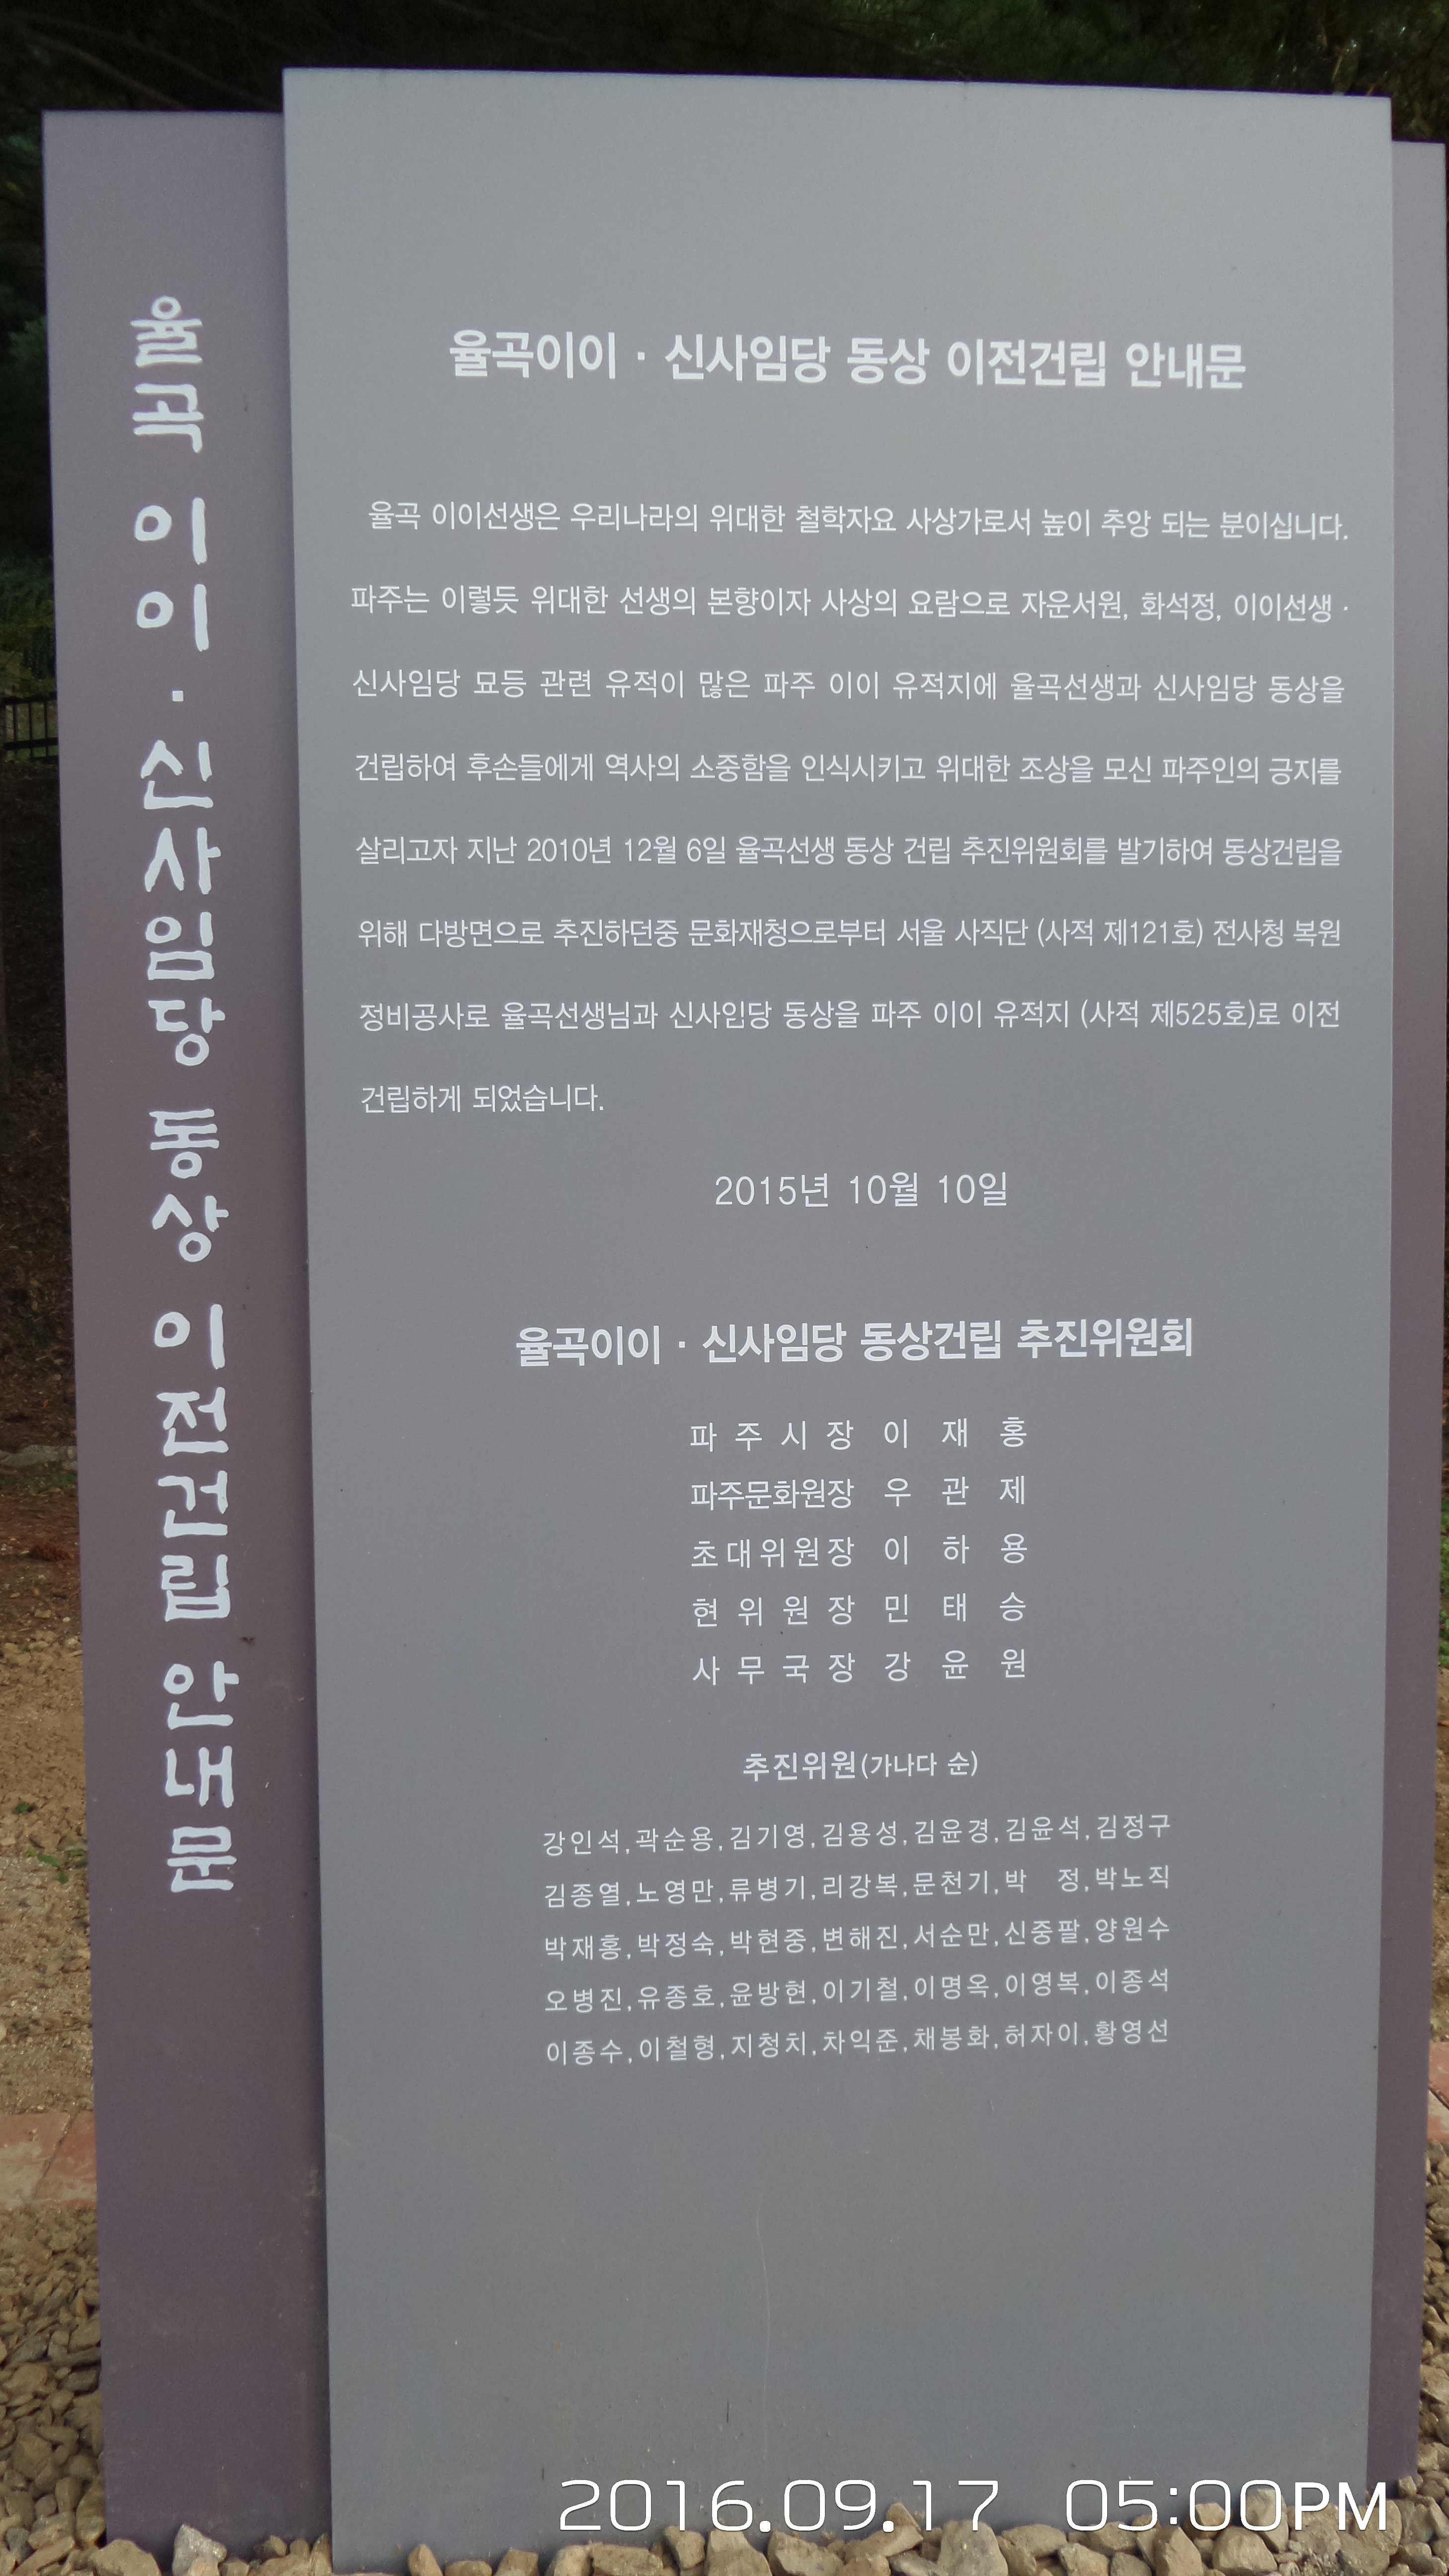 율곡 이이 · 신사임당 동상 이전건립 안내문
율곡이이 · 신사임당 동상 이전건립 안내문
율곡 이이선생은 우리나라의 위대한 철학자요 사상가로서 높이 추앙 되는 분이십니다.
파주는 이렇듯 위대한 선생의 본향이자 사상의 요람으로 자운서원, 화석정, 이이선생 ·
신사임당 묘등 관련 유적이 많은 파주 이이 유적지에 율곡선생과 신사임당 동상을
건립하여 후손들에게 역사의 소중함을 인식시키고 위대한 조상을 모신 파주인의 긍지를
살리고자 지난 2010년 12월 6일 율곡선생 동상 건립 추진위원회를 발기하여 동상건립을
위해 다방면으로 추진하던중 문화재청으로부터 서울 사직단 (사적 제121호) 전사청 복원
정비공사로 율곡선생님과 신사임당 동상을 파주 이이 유적지 (사적 제525호)로 이전
건립하게 되었습니다.
2015년 10월 10일
율곡이이 · 신사임당 동상건립 추진위원회
파 주 시 장 이 재 홍
파주문화원장 우 관 제
초대위원장 이 하 용
현 위 원 장 민 태 승
사 무 국 장 강 윤 원
추진위원(가나다 순)
강인석,곽순용,김기영,김용성,김윤경,김윤석,김정구
김종열,노영만,류병기,리강복,문천기,박 정,박노직
박재홍,박정숙,박현중,변해진,서순만,신중팔,양원수
오병진,유종호,윤방현,이기철,이명옥,이영복,이종석
이종수,이철형,지청치,차익준,채봉화,허자이,황영선
2016.09.17 05:00PM